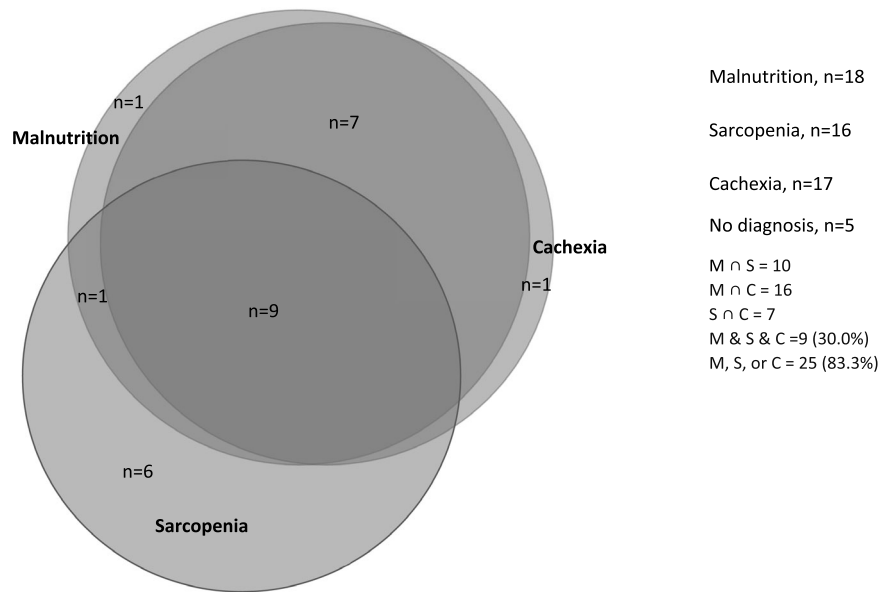 n=1
n=7
Malnutrition
Cachexia
n=1
n=1
n=9
n=6
Sarcopenia
Malnutrition, n=18
Sarcopenia, n=16
Cachexia, n=17
No diagnosis, n=5
M ∩ S = 10
M ∩ C = 16
S ∩ C = 7
M & S & C =9 (30.0%)
M, S, or C = 25 (83.3%)